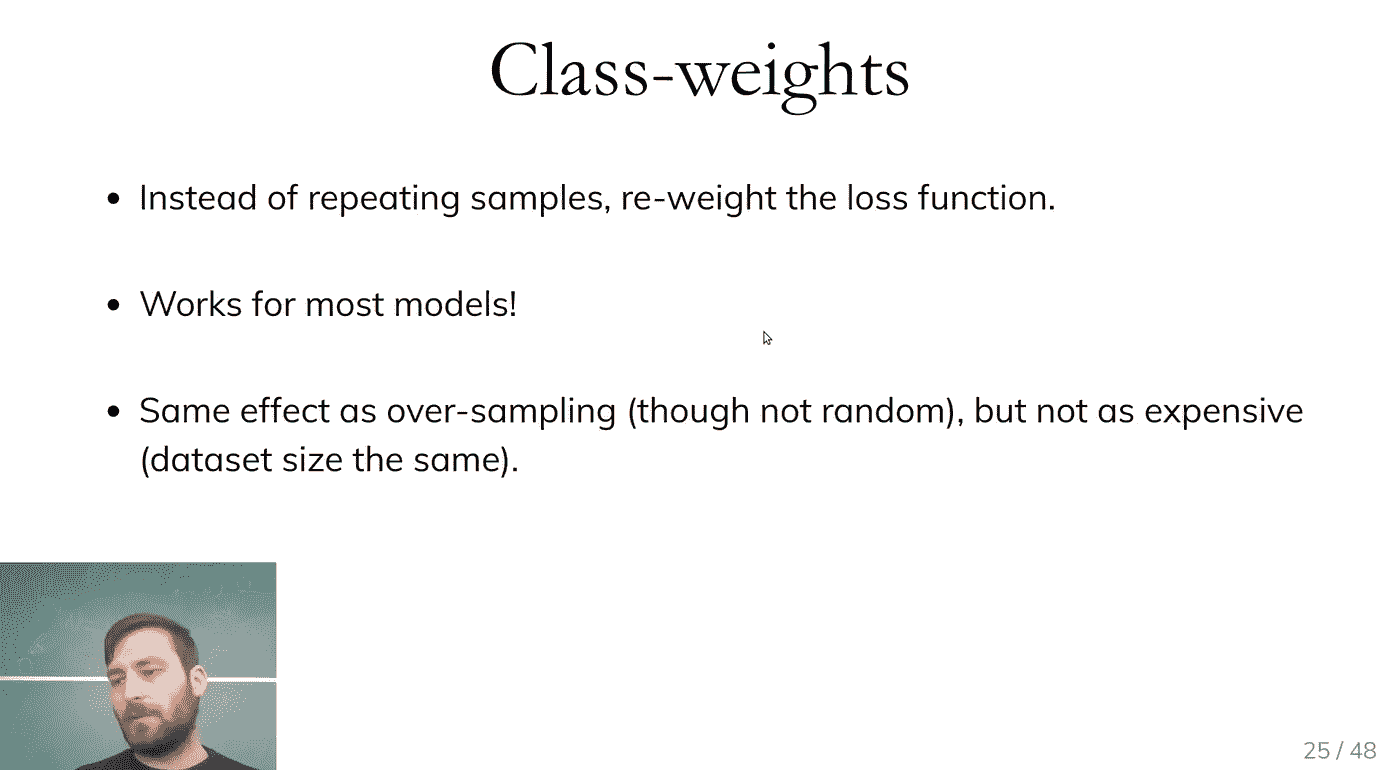 Class-weights
Instead of repeating samples, re-weight the loss function.
Works for most models!
Same effect as over-sampling (though not random), but not as expensive
(dataset size the same).
25 / 48